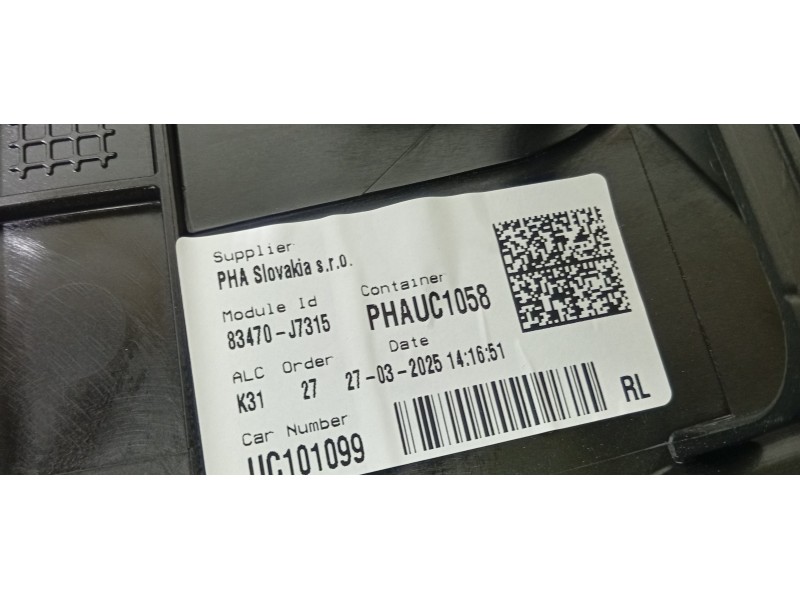 Supplier
PHA Slovakia s.r.o.
Module Id Container
83470-J7315 PHAUC1058
ALC Order Date
K31 27 27-03-2025 14:16:51
Car Number
UC101099 RL